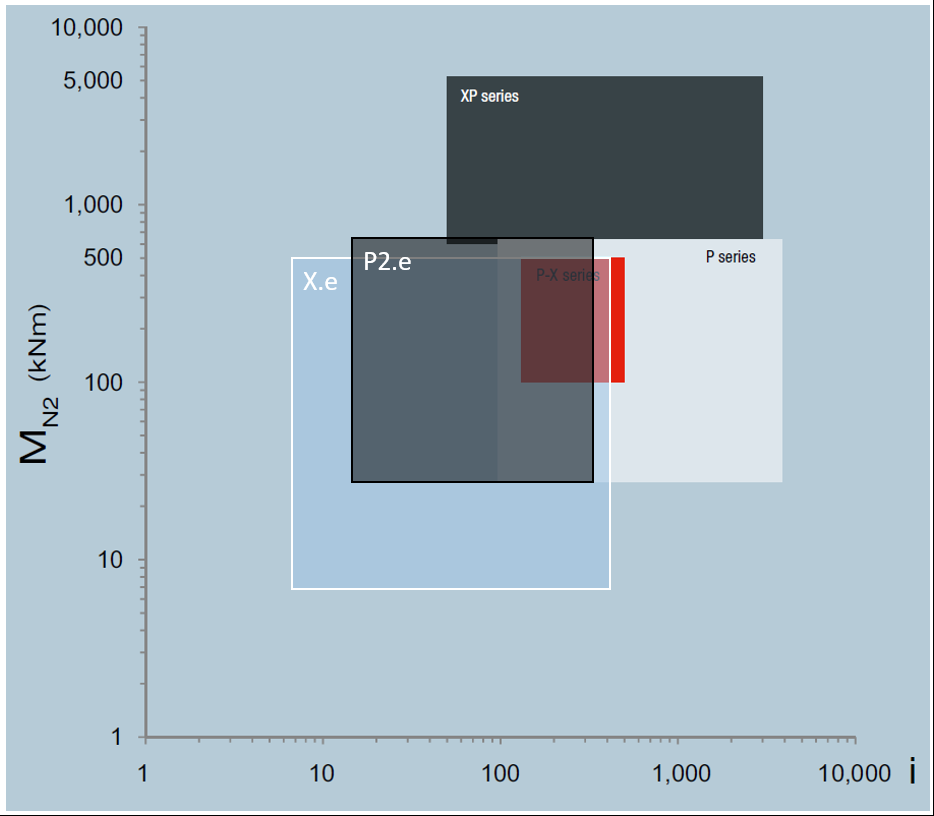 10,000
5,000
XP series
1,000
500
P2.e
P series
X.e
P-X series
M_N2 (kNm)
100
10
1
1 10 100 1,000 10,000 i